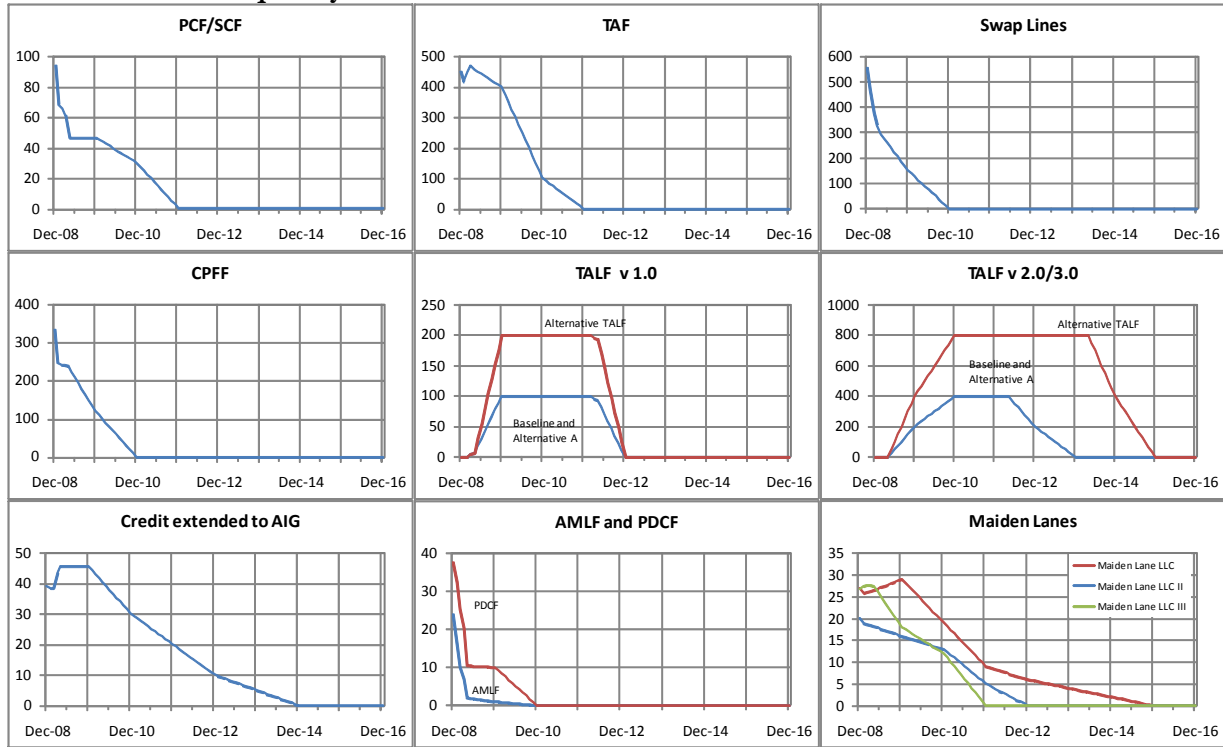 PCF/SCF
100
80
60
40
20
0
Dec-08 Dec-10 Dec-12 Dec-14 Dec-16
TAF
500
400
300
200
100
0
Dec-08 Dec-10 Dec-12 Dec-14 Dec-16
Swap Lines
600
500
400
300
200
100
0
Dec-08 Dec-10 Dec-12 Dec-14 Dec-16
CPFF
400
300
200
100
0
Dec-08 Dec-10 Dec-12 Dec-14 Dec-16
TALF v 1.0
250
200
150
100
50
0
Alternative TALF
Baseline and
Alternative A
Dec-08 Dec-10 Dec-12 Dec-14 Dec-16
TALF v 2.0/3.0
1000
800
600
400
200
0
Alternative TALF
Baseline and
Alternative A
Dec-08 Dec-10 Dec-12 Dec-14 Dec-16
Credit extended to AIG
50
40
30
20
10
0
Dec-08 Dec-10 Dec-12 Dec-14 Dec-16
AMLF and PDCF
40
30
20
10
0
PDCF
AMLF
Dec-08 Dec-10 Dec-12 Dec-14 Dec-16
Maiden Lanes
35
30
25
20
15
10
5
0
Maiden Lane LLC
Maiden Lane LLC II
Maiden Lane LLC III
Dec-08 Dec-10 Dec-12 Dec-14 Dec-16